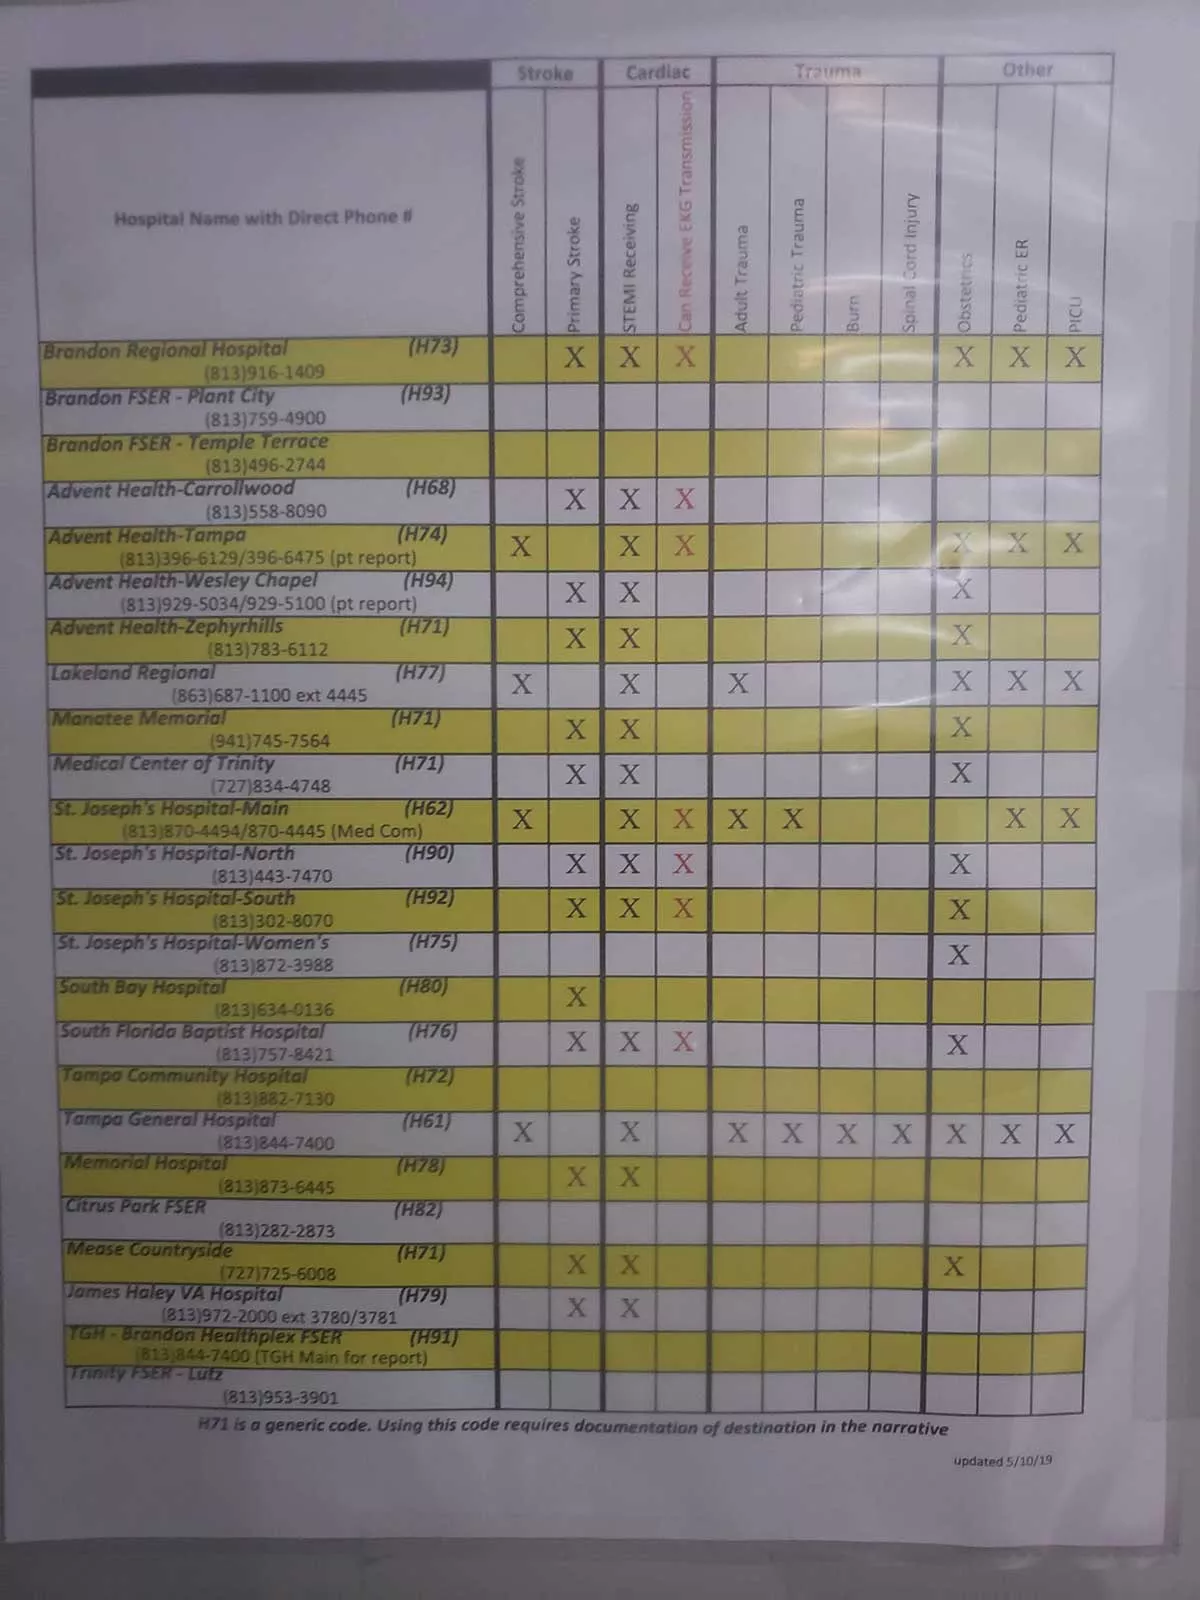 Stroke Cardiac Trauma Other
Hospital Name with Direct Phone #
Comprehensive Stroke
Primary Stroke
STEMI Receiving
Can Receive EKG Transmission
Adult Trauma
Pediatric Trauma
Burn
Spinal Cord Injury
Obstetrics
Pediatric ER
PICU
Brandon Regional Hospital (H73)
(813)916-1409 X X X X X X
Brandon FSER - Plant City (H93)
(813)759-4900
Brandon FSER - Temple Terrace
(813)496-2744
Advent Health-Carrollwood (H68)
(813)558-8090 X X X
Advent Health-Tampa (H74)
(813)396-6129/396-6475 (pt report) X X X X X X
Advent Health-Wesley Chapel (H94)
(813)929-5034/929-5100 (pt report) X X X
Advent Health-Zephyrhills (H71)
(813)783-6112 X X X
Lakeland Regional (H77)
(863)687-1100 ext 4445 X X X X X X
Manatee Memorial (H71)
(941)745-7564 X X X
Medical Center of Trinity (H71)
(727)834-4748 X X X
St. Joseph's Hospital-Main (H62)
(813)870-4494/870-4445 (Med Com) X X X X X X X
St. Joseph's Hospital-North (H90)
(813)443-7470 X X X X
St. Joseph's Hospital-South (H92)
(813)302-8070 X X X X
St. Joseph's Hospital-Women's (H75)
(813)872-3988 X
South Bay Hospital (H80)
(813)634-0136 X
South Florida Baptist Hospital (H76)
(813)757-8421 X X X X
Tampa Community Hospital (H72)
(813)882-7130
Tampa General Hospital (H61)
(813)844-7400 X X X X X X X X X
Memorial Hospital (H78)
(813)873-6445 X X
Citrus Park FSER (H82)
(813)282-2873
Mease Countryside (H71)
(727)725-6008 X X X
James Haley VA Hospital (H79)
(813)972-2000 ext 3780/3781 X X
TGH - Brandon Healthplex FSER (H91)
(813)844-7400 (TGH Main for report)
Trinity FSER - Lutz
(813)953-3901
H71 is a generic code. Using this code requires documentation of destination in the narrative
updated 5/10/19